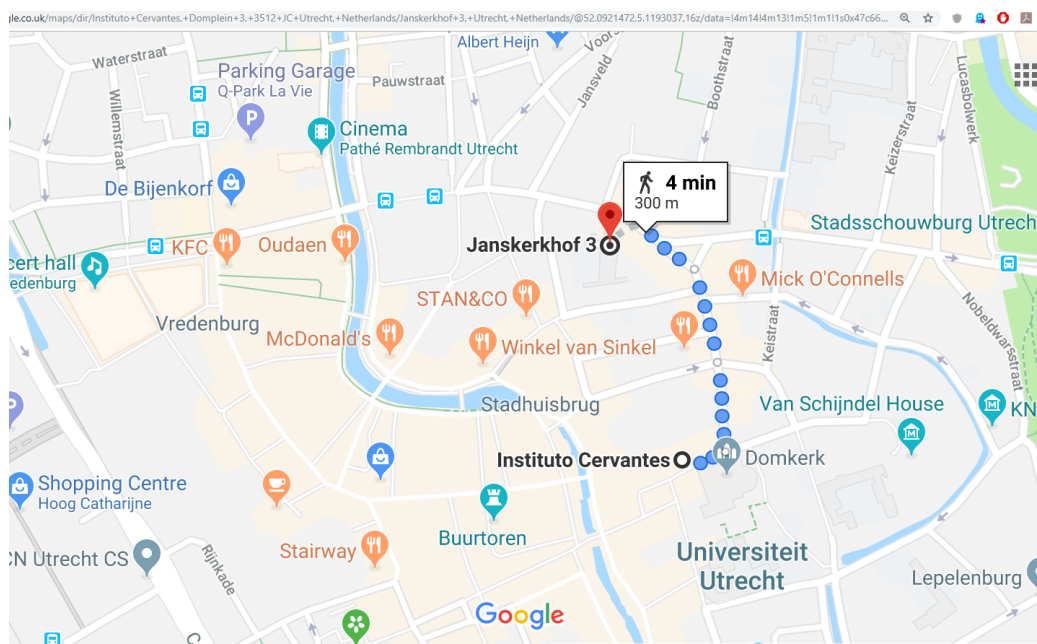 gle.co.uk/maps/dir/Instituto+Cervantes,+Domplein+3,+3512+JC+Utrecht,+Netherlands/Janskerkhof+3,+Utrecht,+Netherlands/@52.0921472,5.1193037,16z/data=!4m14!4m13!1m5!1m1!1s0x47c66...
Albert Heijn
Voors
Waterstraat
Parking Garage
Q-Park La Vie
Pauwstraat
Jansveld
Boothstraat
Lucasbolwerk
Willemstraat
P
Cinema
Pathé Rembrandt Utrecht
Keizerstraat
De Bijenkorf
4 min
300 m
Stadsschouwburg Utrech
KFC
Oudaen
Janskerkhof 3
cert hall
edenburg
Mick O'Connells
STAN&CO
Vredenburg
McDonald's
Winkel van Sinkel
Keistraat
Nobeldwarsstraat
Stadhuisbrug
Van Schijndel House
KN
Instituto Cervantes
Domkerk
Shopping Centre
Hoog Catharijne
Buurtoren
CN Utrecht CS
Rijnkade
Stairway
Universiteit
Utrecht
Lepelenburg
Google